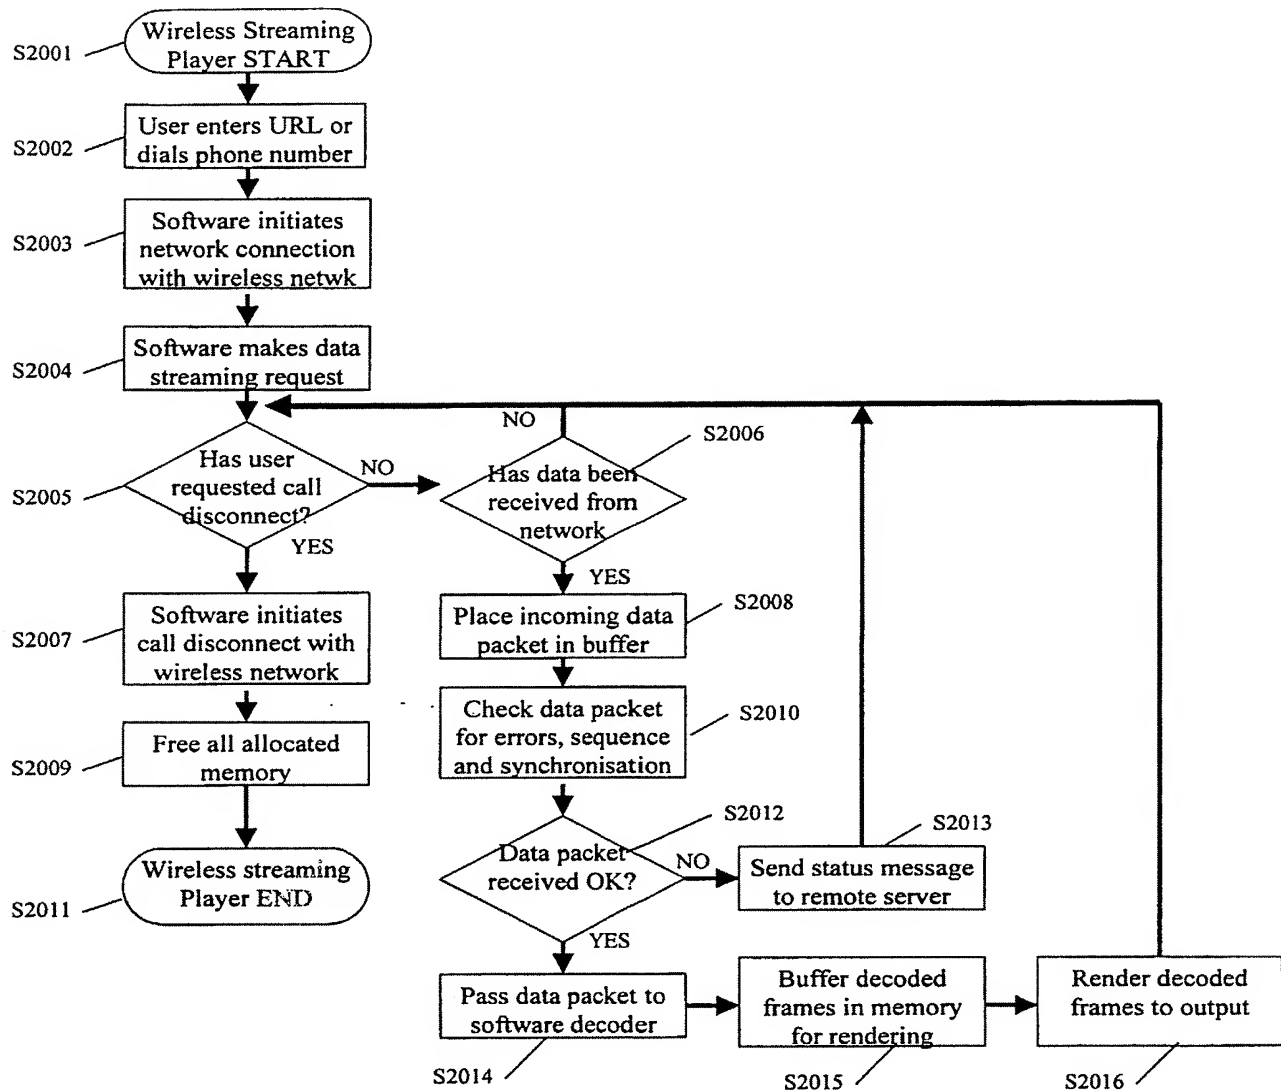 Wireless Streaming
Player START
S2001
User enters URL or
dials phone number
S2002
Software initiates
network connection
with wireless netwk
S2003
Software makes data
streaming request
S2004
Has user
requested call
disconnect?
S2005
NO
YES
NO
S2006
Has data been
received from
network
YES
Software initiates
call disconnect with
wireless network
S2007
Place incoming data
packet in buffer
S2008
Free all allocated
memory
S2009
Check data packet
for errors, sequence
and synchronisation
S2010
Wireless streaming
Player END
S2011
Data packet
received OK?
S2012
NO
YES
Send status message
to remote server
S2013
Pass data packet to
software decoder
S2014
Buffer decoded
frames in memory
for rendering
S2015
Render decoded
frames to output
S2016